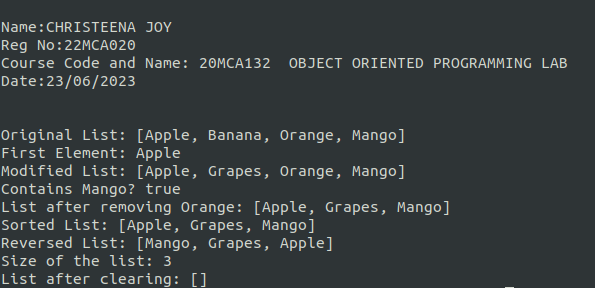 Name:CHRISTEENA JOY
Reg No:22MCA020
Course Code and Name: 20MCA132  OBJECT ORIENTED PROGRAMMING LAB
Date:23/06/2023
Original List: [Apple, Banana, Orange, Mango]
First Element: Apple
Modified List: [Apple, Grapes, Orange, Mango]
Contains Mango? true
List after removing Orange: [Apple, Grapes, Mango]
Sorted List: [Apple, Grapes, Mango]
Reversed List: [Mango, Grapes, Apple]
Size of the list: 3
List after clearing: []